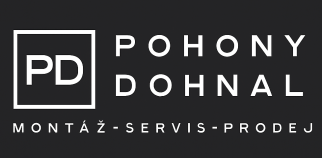 PD
POHONY
DOHNAL
MONTÁŽ-SERVIS-PRODEJ